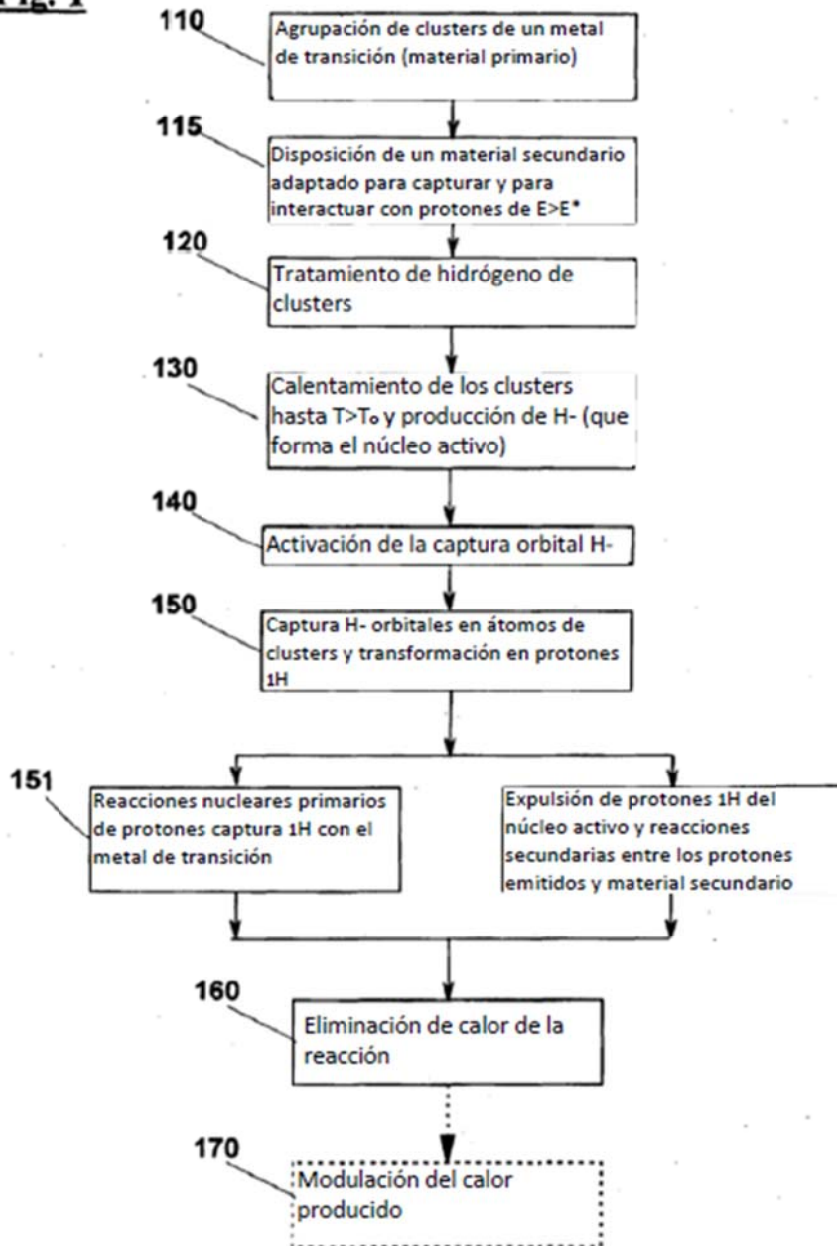 Fig. 1
110
Agrupación de clusters de un metal
de transición (material primario)
115
Disposición de un material secundario
adaptado para capturar y para
interactuar con protones de E>E*
120
Tratamiento de hidrógeno de
clusters
130
Calentamiento de los clusters
hasta T>T₀ y producción de H- (que
forma el núcleo activo)
140
Activación de la captura orbital H-
150
Captura H- orbitales en átomos de
clusters y transformación en protones
1H
151
Reacciones nucleares primarios
de protones captura 1H con el
metal de transición
Expulsión de protones 1H del
núcleo activo y reacciones
secundarias entre los protones
emitidos y material secundario
160
Eliminación de calor de la
reacción
170
Modulación del calor
producido